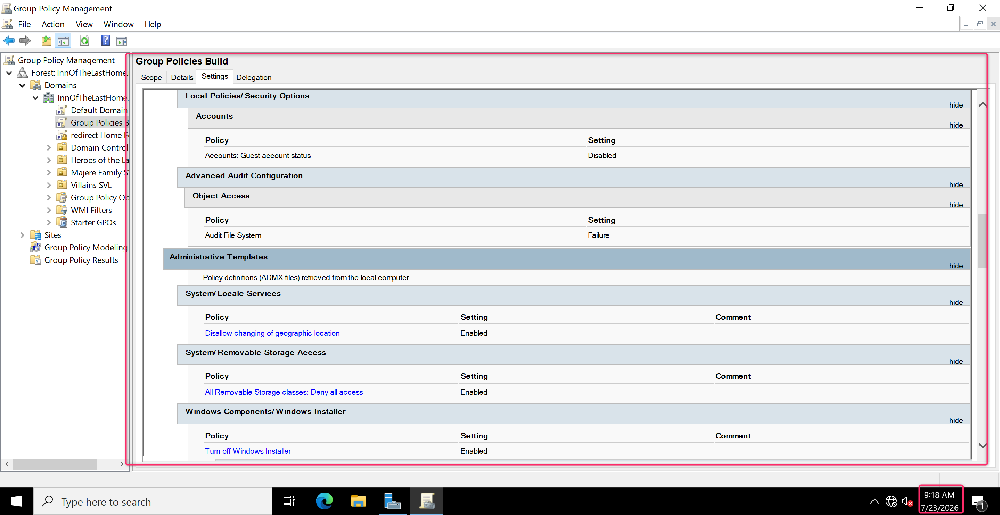 Group Policy Management
File Action View Window Help
Group Policy Management
Forest: InnOfTheLastHome.
Domains
InnOfTheLastHome.
Default Domain
Group Policies B
redirect Home F
Domain Control
Heroes of the La
Majere Family S
Villains SVL
Group Policy Ob
WMI Filters
Starter GPOs
Sites
Group Policy Modeling
Group Policy Results
Group Policies Build
Scope Details Settings Delegation
Local Policies/Security Options
hide
Accounts
hide
Policy Setting
Accounts: Guest account status Disabled
Advanced Audit Configuration
hide
Object Access
hide
Policy Setting
Audit File System Failure
Administrative Templates
hide
Policy definitions (ADMX files) retrieved from the local computer.
System/Locale Services
hide
Policy Setting Comment
Disallow changing of geographic location Enabled
System/Removable Storage Access
hide
Policy Setting Comment
All Removable Storage classes: Deny all access Enabled
Windows Components/Windows Installer
hide
Policy Setting Comment
Turn off Windows Installer Enabled
Type here to search
9:18 AM
7/23/2026
1